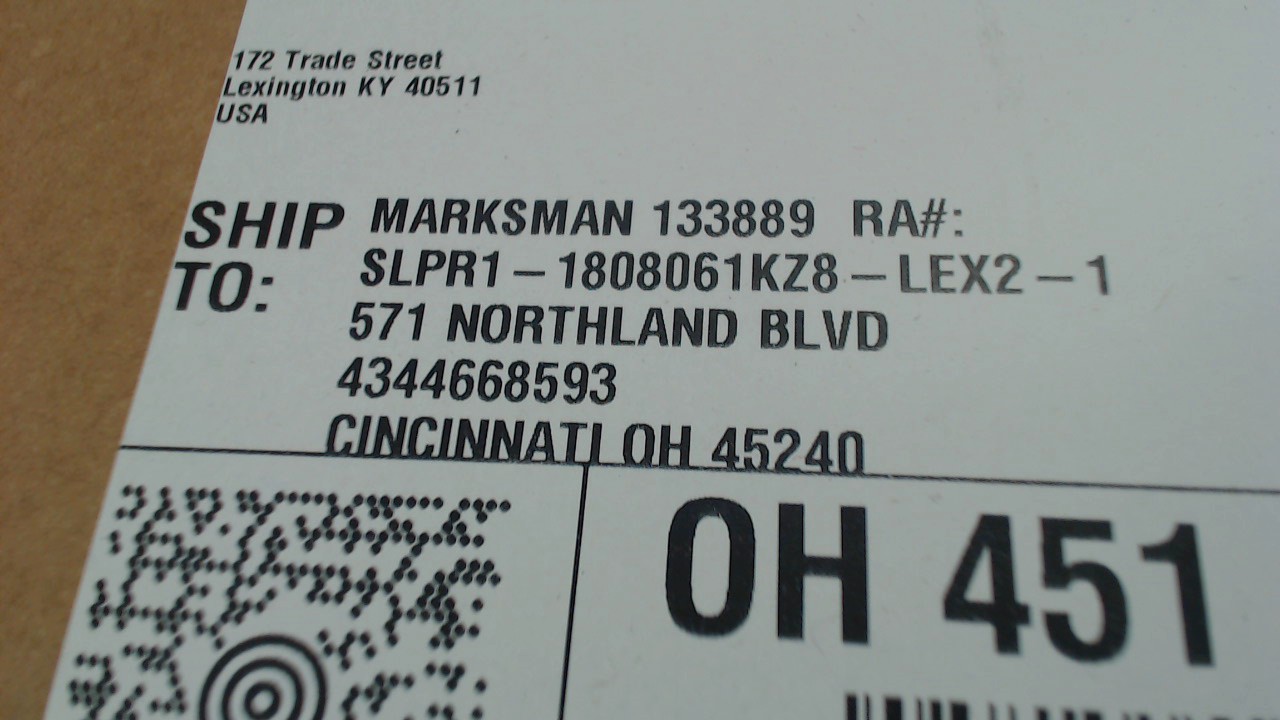 172 Trade Street
Lexington KY 40511
USA
SHIP TO:
MARKSMAN 133889 RA#:
SLPR1-1808061KZ8-LEX2-1
571 NORTHLAND BLVD
4344668593
CINCINNATI OH 45240
OH 451